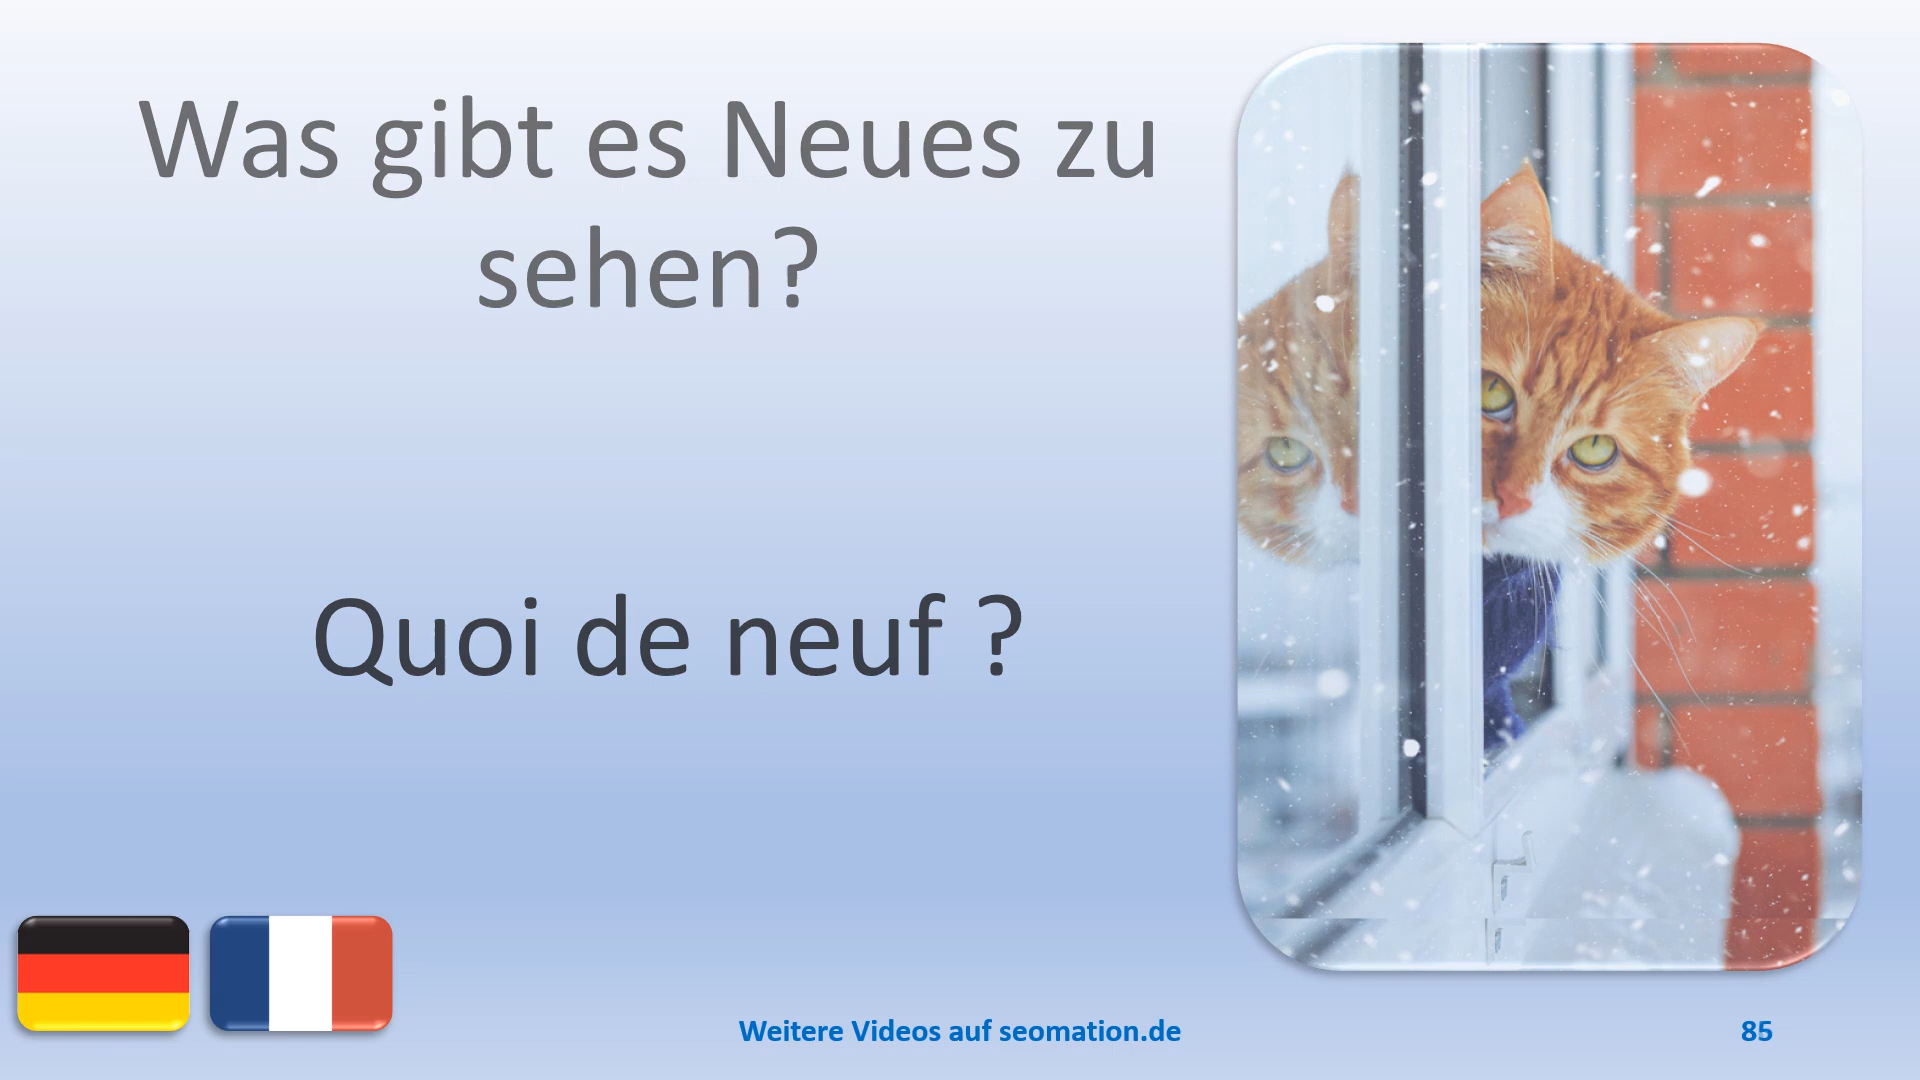 Was gibt es Neues zu
sehen?
Quoi de neuf ?
Weitere Videos auf seomation.de
85